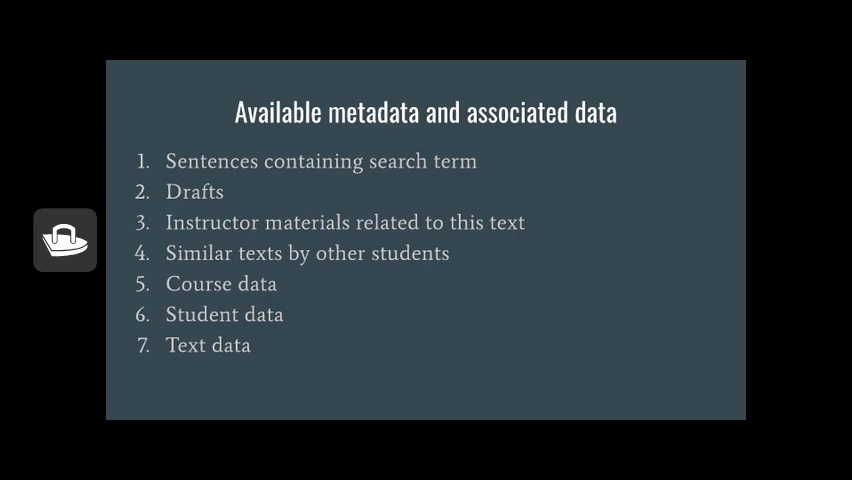 Available metadata and associated data
1. Sentences containing search term
2. Drafts
3. Instructor materials related to this text
4. Similar texts by other students
5. Course data
6. Student data
7. Text data